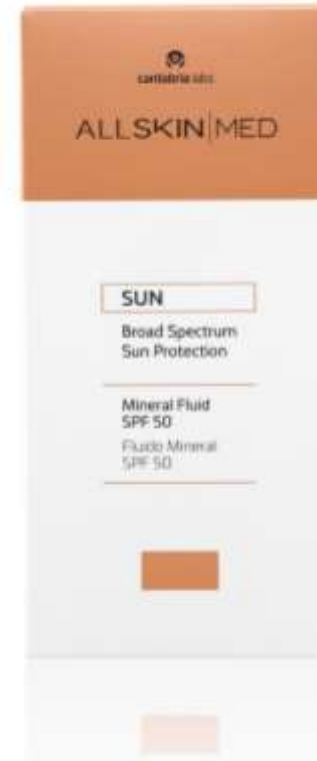 cantabria labs
ALLSKIN|MED
SUN
Broad Spectrum
Sun Protection
Mineral Fluid
SPF 50
Fluido Mineral
SPF 50